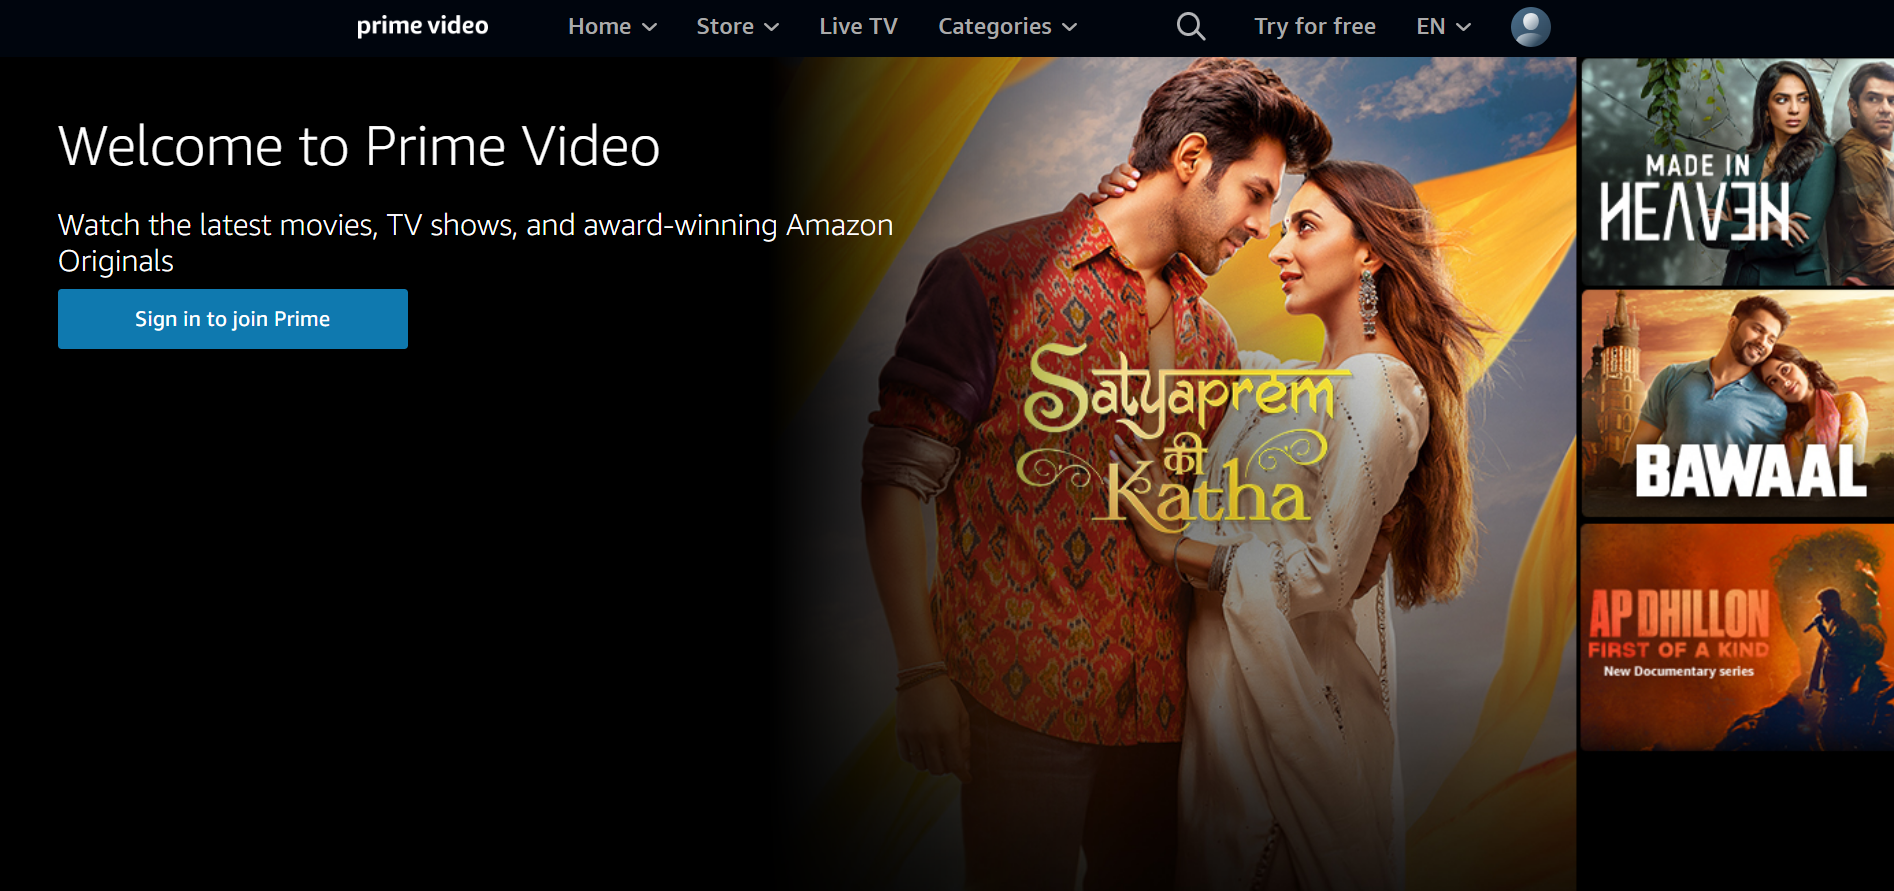 prime video
Home
Store
Live TV
Categories
Try for free
EN
Welcome to Prime Video
Watch the latest movies, TV shows, and award-winning Amazon
Originals
Sign in to join Prime
Satyaprem
की
Katha
MADE IN
HEAVEN
BAWAAL
AP DHILLON
FIRST OF A KIND
New Documentary series